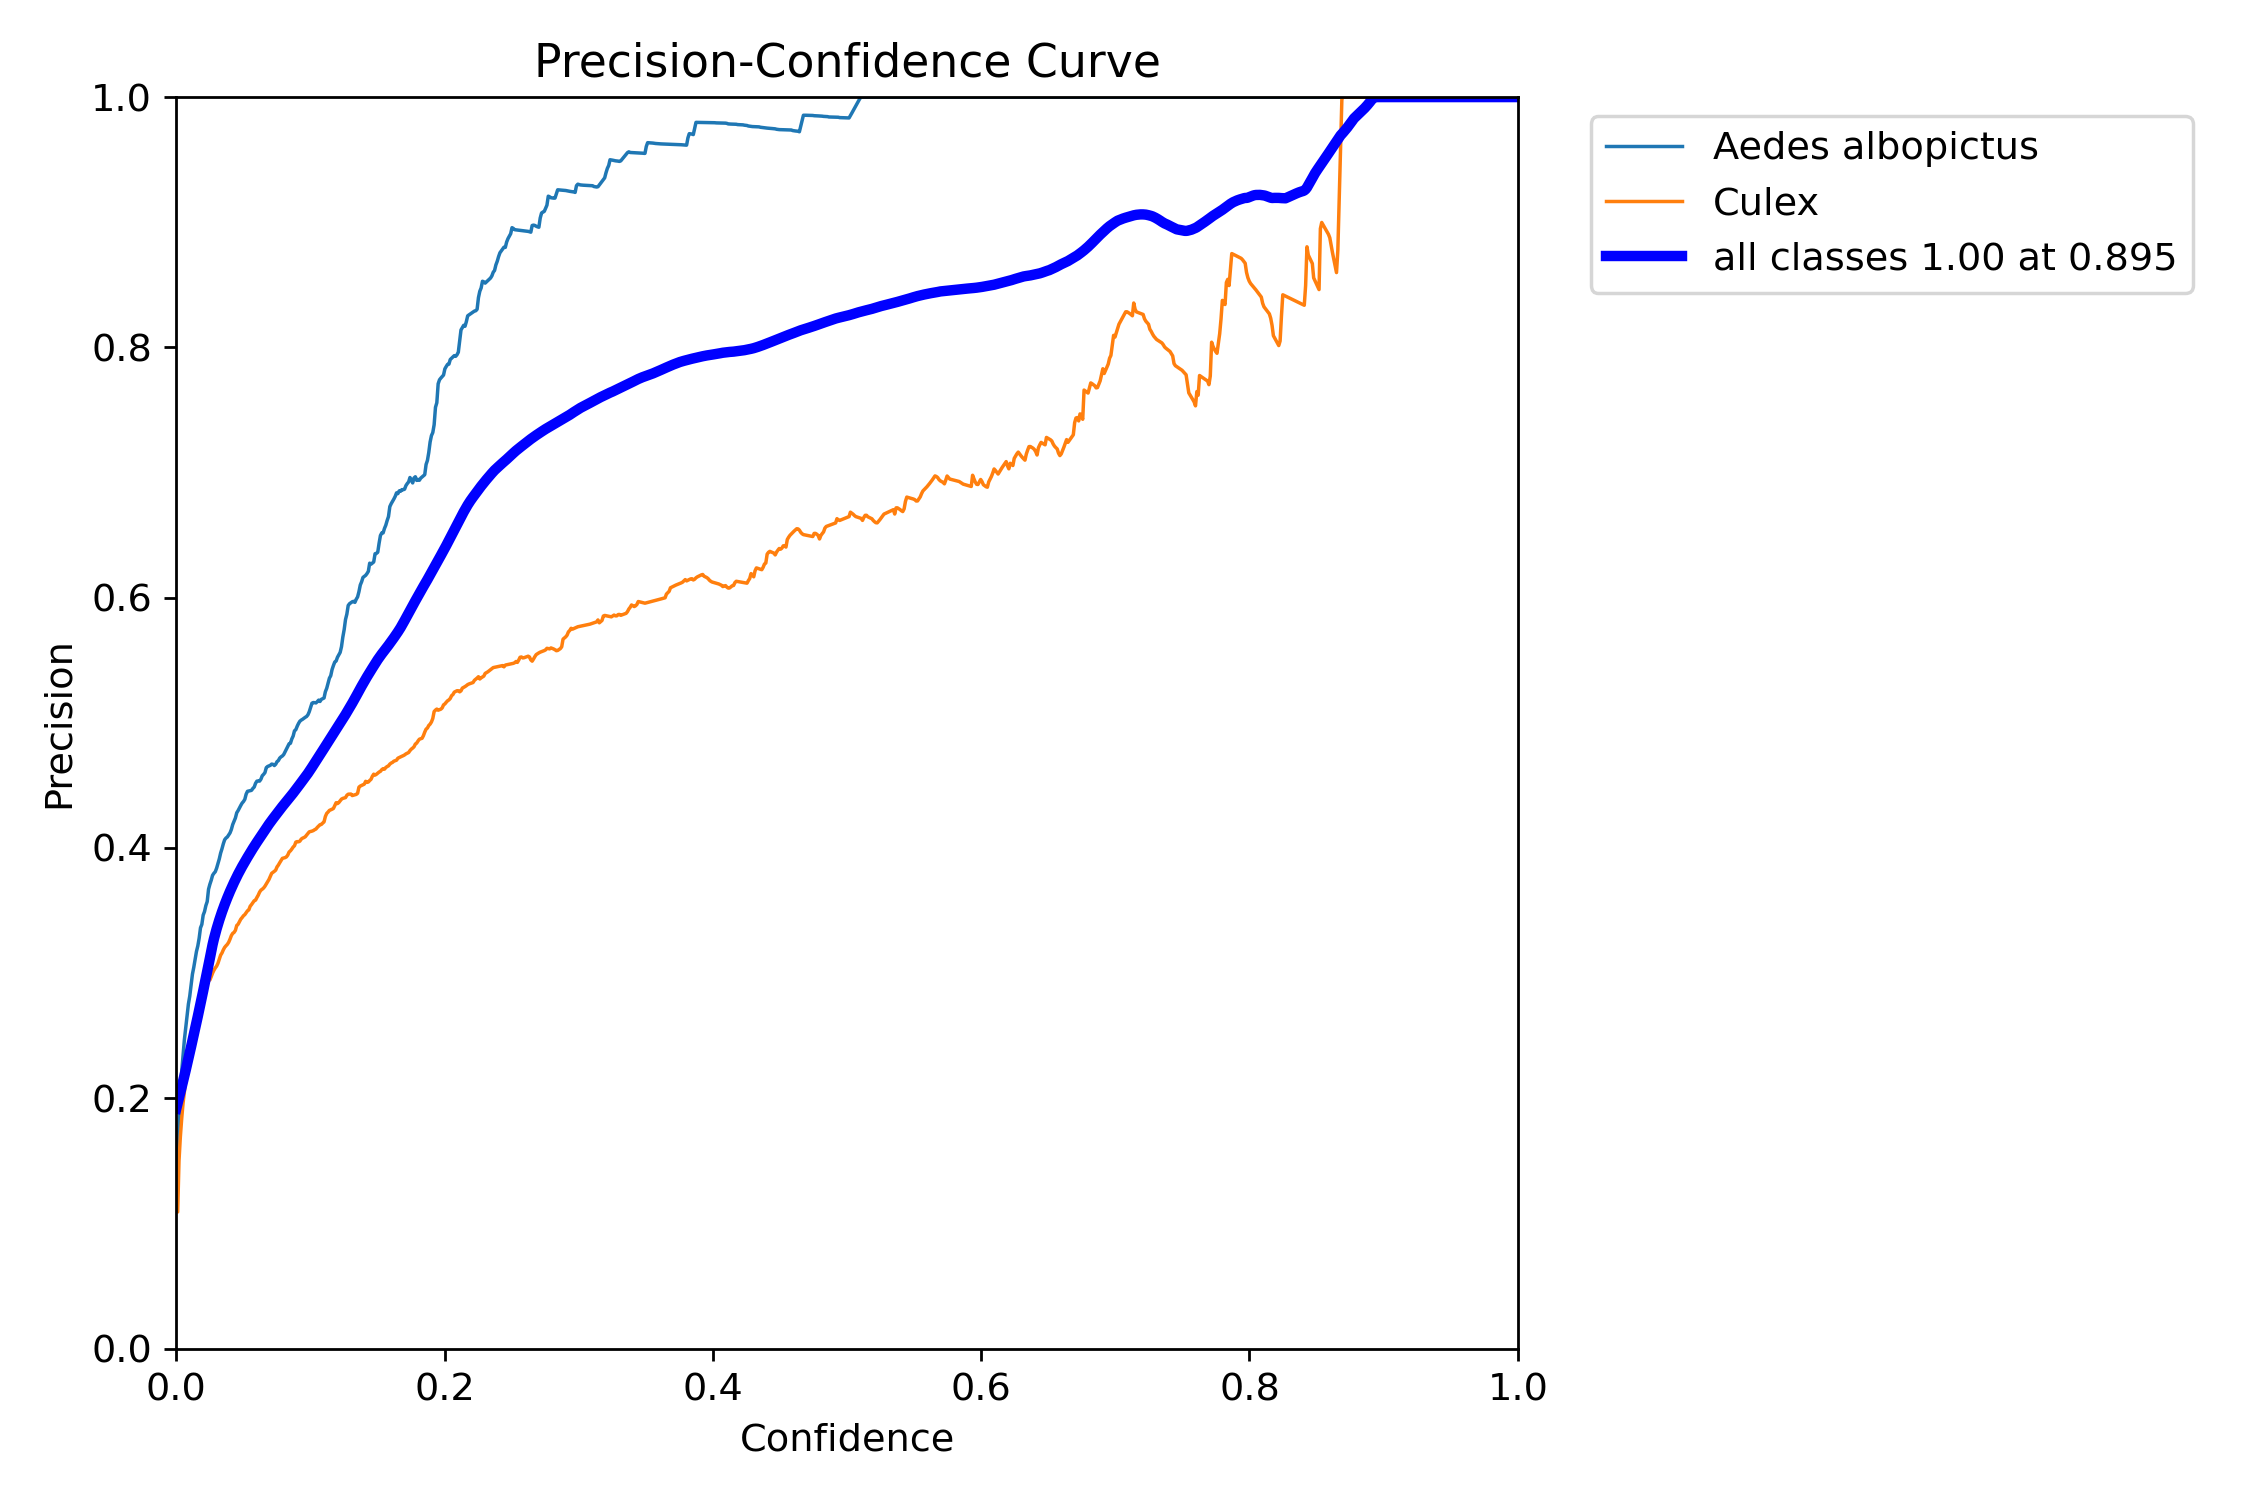 Precision-Confidence Curve
1.0
0.8
0.6
0.4
0.2
0.0
Precision
0.0 0.2 0.4 0.6 0.8 1.0
Confidence
Aedes albopictus
Culex
all classes 1.00 at 0.895